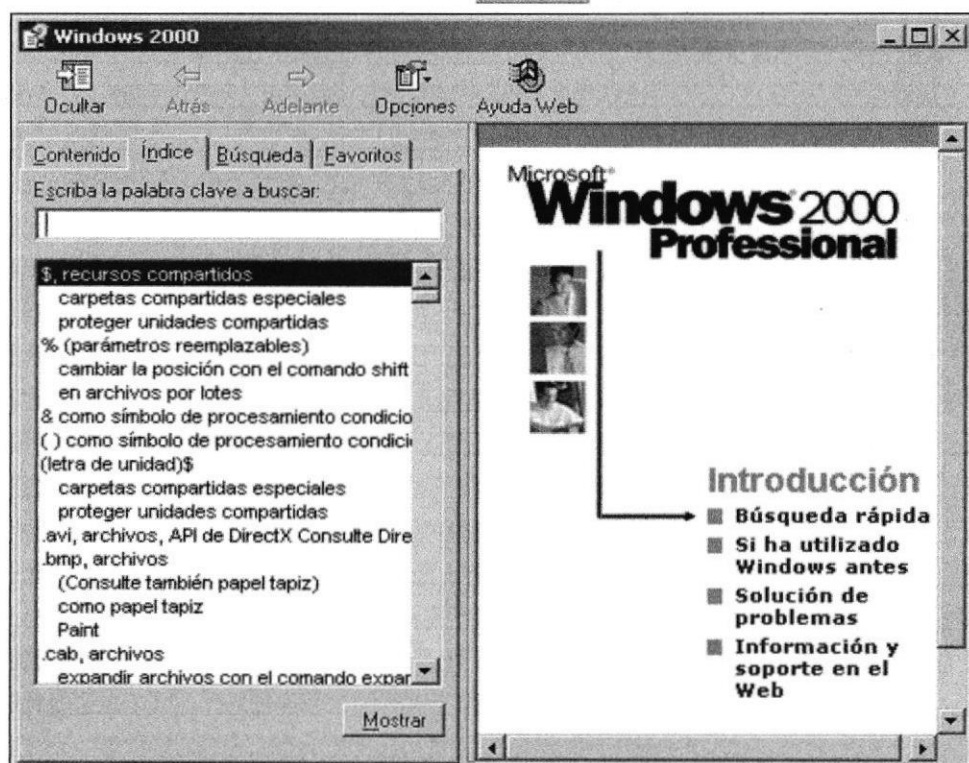 Windows 2000
Ocultar Atrás Adelante Opciones Ayuda Web
Contenido Índice Búsqueda Favoritos
Escriba la palabra clave a buscar:
$, recursos compartidos
carpetas compartidas especiales
proteger unidades compartidas
% (parámetros reemplazables)
cambiar la posición con el comando shift
en archivos por lotes
& como símbolo de procesamiento condicio
( ) como símbolo de procesamiento condici
(letra de unidad)$
carpetas compartidas especiales
proteger unidades compartidas
.avi, archivos, API de DirectX Consulte Dire
.bmp, archivos
(Consulte también papel tapiz)
como papel tapiz
Paint
.cab, archivos
expandir archivos con el comando expan
Mostrar
Microsoft®
Windows® 2000
Professional
Introducción
Búsqueda rápida
Si ha utilizado
Windows antes
Solución de
problemas
Información y
soporte en el
Web